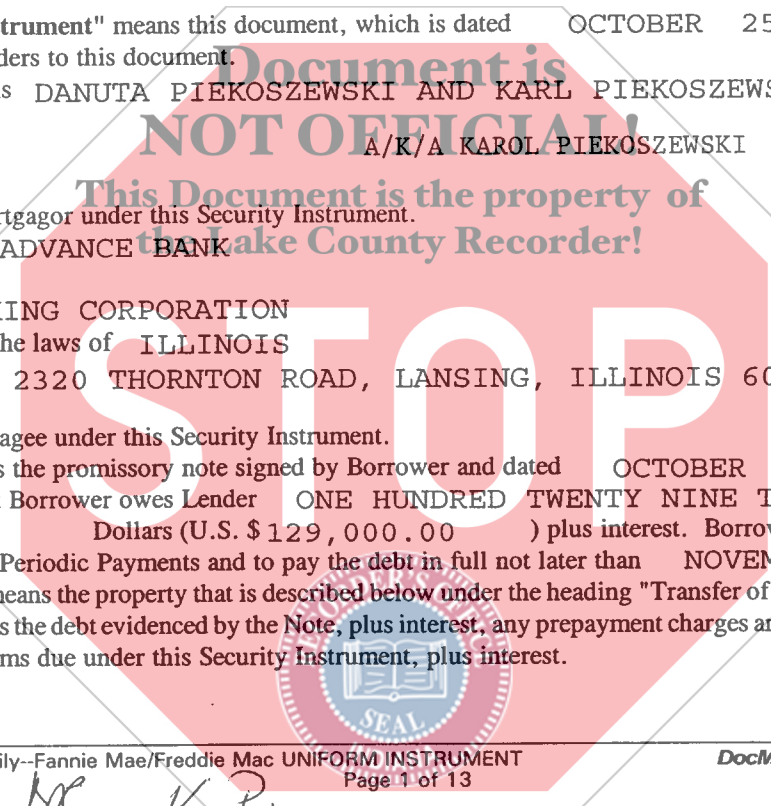 strument" means this document, which is dated OCTOBER 25
ders to this document.
Document is
s DANUTA PIEKOSZEWSKI AND KARL PIEKOSZEWS
NOT OFFICIAL!
A/K/A KAROL PIEKOSZEWSKI
This Document is the property of
rtgagor under this Security Instrument.
the Lake County Recorder!
ADVANCE BANK
KING CORPORATION
he laws of ILLINOIS
2320 THORNTON ROAD, LANSING, ILLINOIS 60
STOP
agee under this Security Instrument.
s the promissory note signed by Borrower and dated OCTOBER
Borrower owes Lender ONE HUNDRED TWENTY NINE T
Dollars (U.S. $ 129,000.00 ) plus interest. Borrow
Periodic Payments and to pay the debt in full not later than NOVEM
means the property that is described below under the heading "Transfer of
s the debt evidenced by the Note, plus interest, any prepayment charges an
ms due under this Security Instrument, plus interest.
SEAL
INDIANA
ily--Fannie Mae/Freddie Mac UNIFORM INSTRUMENT DocM
Page 1 of 13